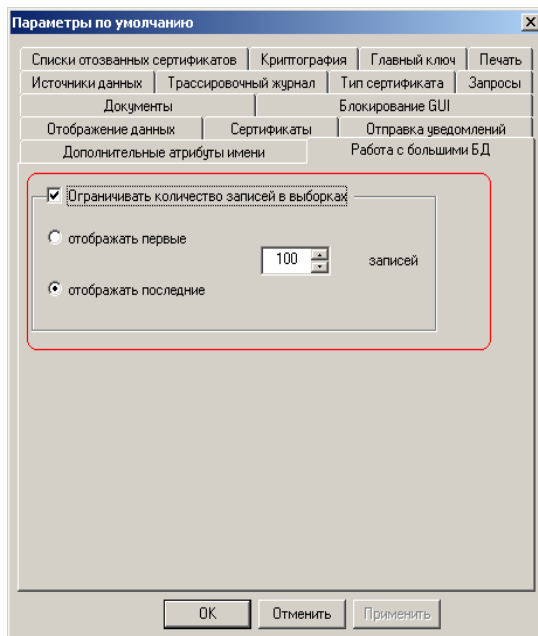 Параметры по умолчанию
Списки отозванных сертификатов Криптография Главный ключ Печать
Источники данных Трассировочный журнал Тип сертификата Запросы
Документы Блокирование GUI
Отображение данных Сертификаты Отправка уведомлений
Дополнительные атрибуты имени Работа с большими БД
Ограничивать количество записей в выборках
отображать первые
100 записей
отображать последние
OK Отменить Применить